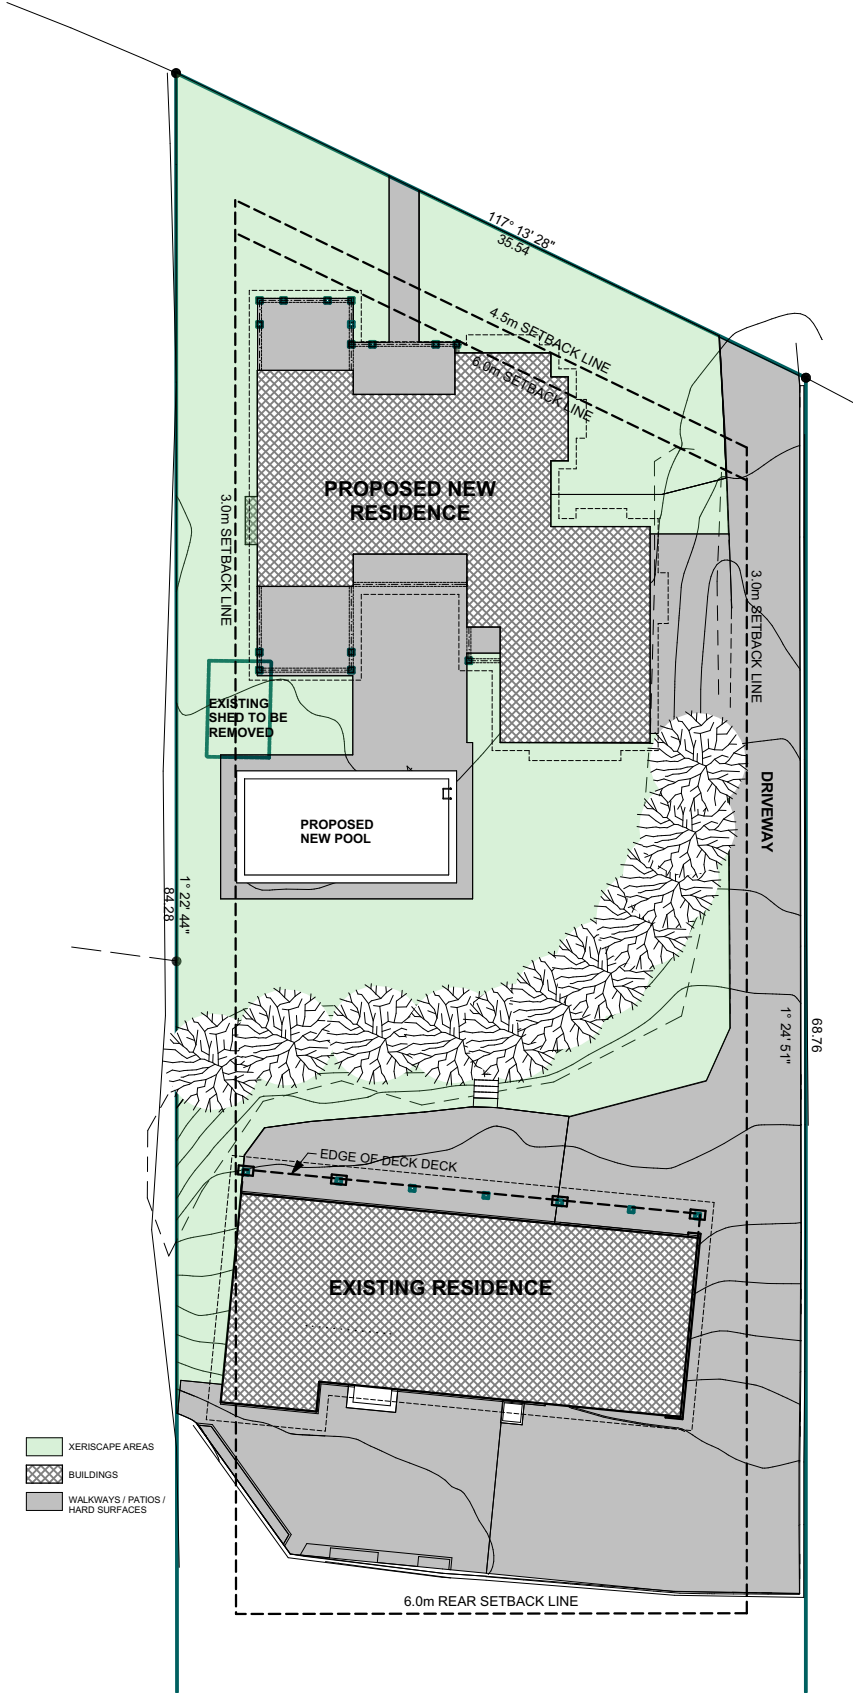 117° 13' 28"
35.54
4.5m SETBACK LINE
6.0m SETBACK LINE
PROPOSED NEW
RESIDENCE
3.0m SETBACK LINE
3.0m SETBACK LINE
EXISTING
SHED TO BE
REMOVED
DRIVEWAY
PROPOSED
NEW POOL
1° 22' 44"
84.28
68.76
1° 24' 51"
EDGE OF DECK DECK
EXISTING RESIDENCE
XERISCAPE AREAS
BUILDINGS
WALKWAYS / PATIOS /
HARD SURFACES
6.0m REAR SETBACK LINE